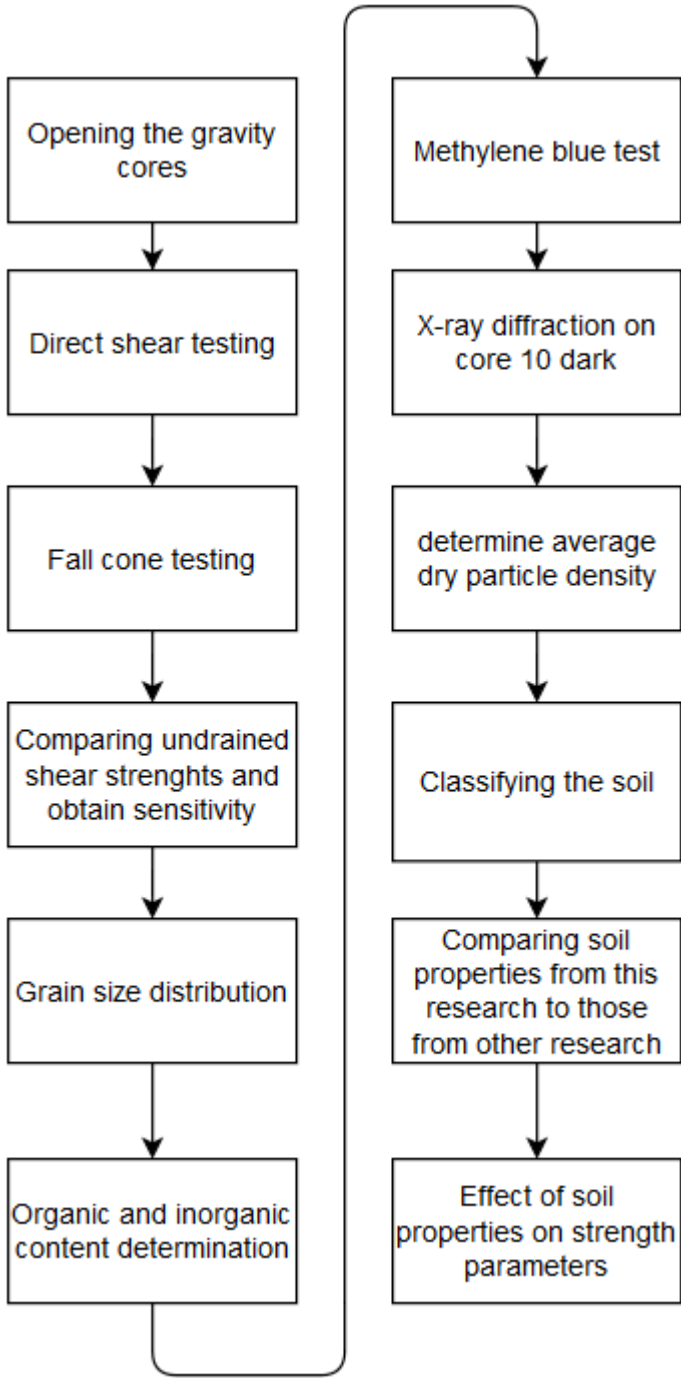 Opening the gravity
cores
Direct shear testing
Fall cone testing
Comparing undrained
shear strenghts and
obtain sensitivity
Grain size distribution
Organic and inorganic
content determination
Methylene blue test
X-ray diffraction on
core 10 dark
determine average
dry particle density
Classifying the soil
Comparing soil
properties from this
research to those
from other research
Effect of soil
properties on strength
parameters